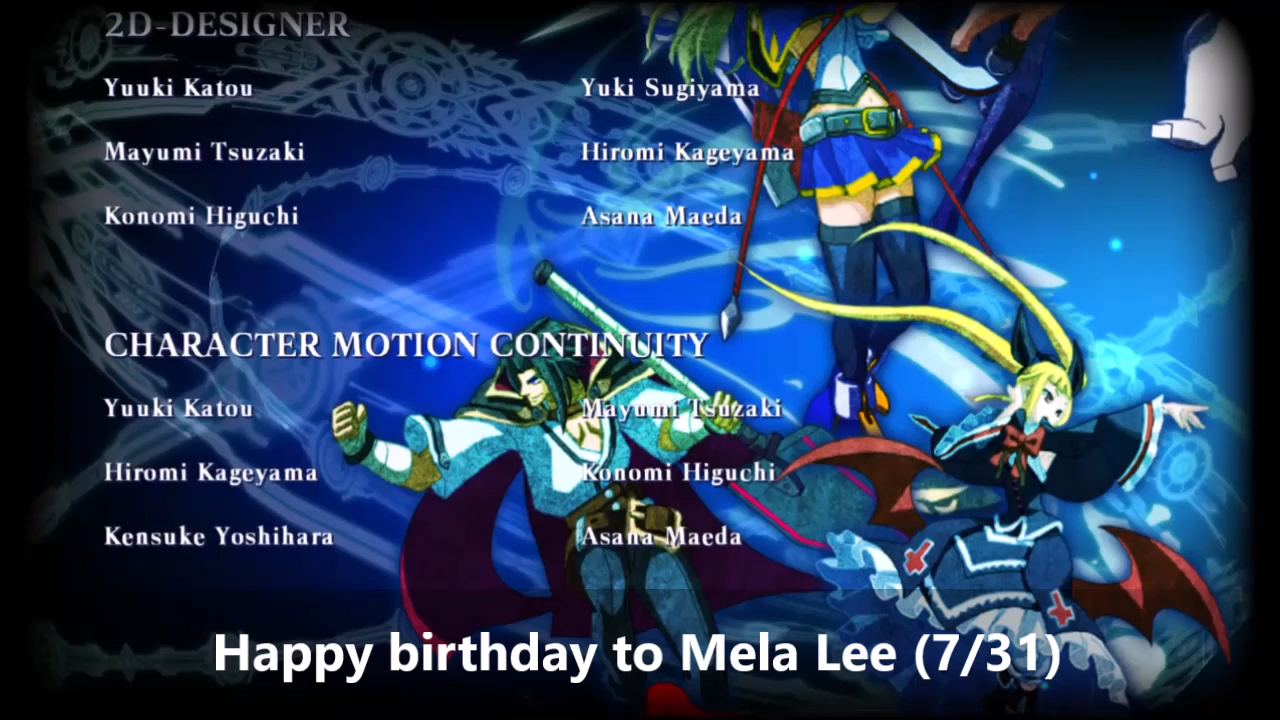 2D-DESIGNER
Yuuki Katou Yuki Sugiyama
Mayumi Tsuzaki Hiromi Kageyama
Konomi Higuchi Asana Maeda
CHARACTER MOTION CONTINUITY
Yuuki Katou Mayumi Tsuzaki
Hiromi Kageyama Konomi Higuchi
Kensuke Yoshihara Asana Maeda
Happy birthday to Mela Lee (7/31)